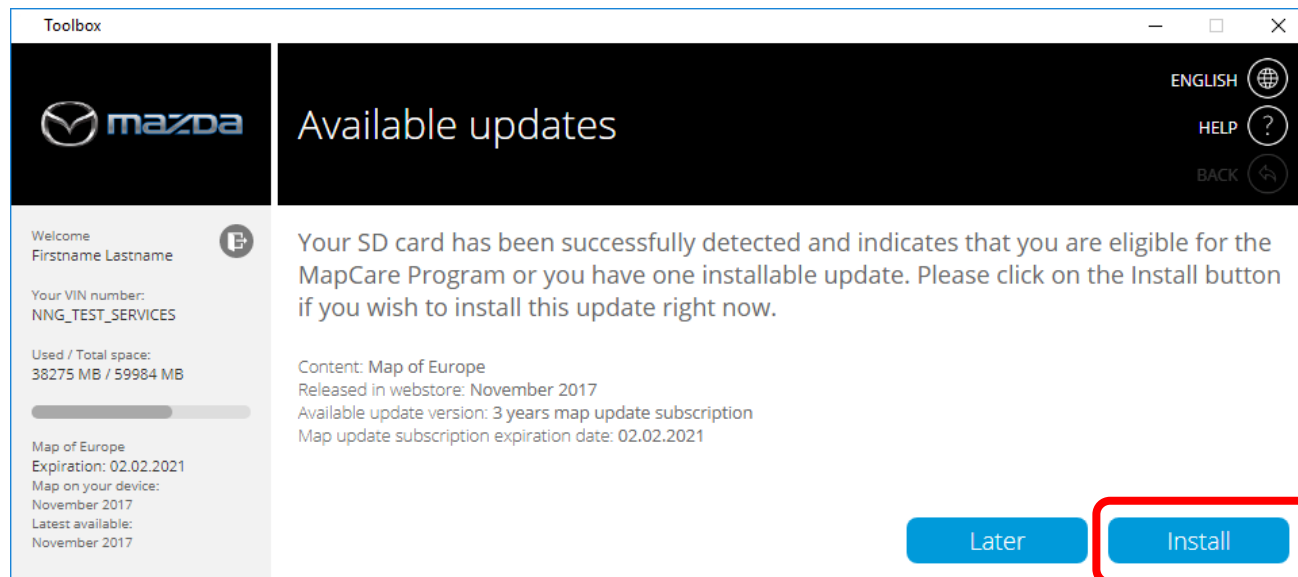 Toolbox
mazda
Available updates
ENGLISH
HELP
?
BACK
Welcome
Firstname Lastname
Your VIN number:
NNG_TEST_SERVICES
Used / Total space:
38275 MB / 59984 MB
Map of Europe
Expiration: 02.02.2021
Map on your device:
November 2017
Latest available:
November 2017
Your SD card has been successfully detected and indicates that you are eligible for the
MapCare Program or you have one installable update. Please click on the Install button
if you wish to install this update right now.
Content: Map of Europe
Released in webstore: November 2017
Available update version: 3 years map update subscription
Map update subscription expiration date: 02.02.2021
Later
Install